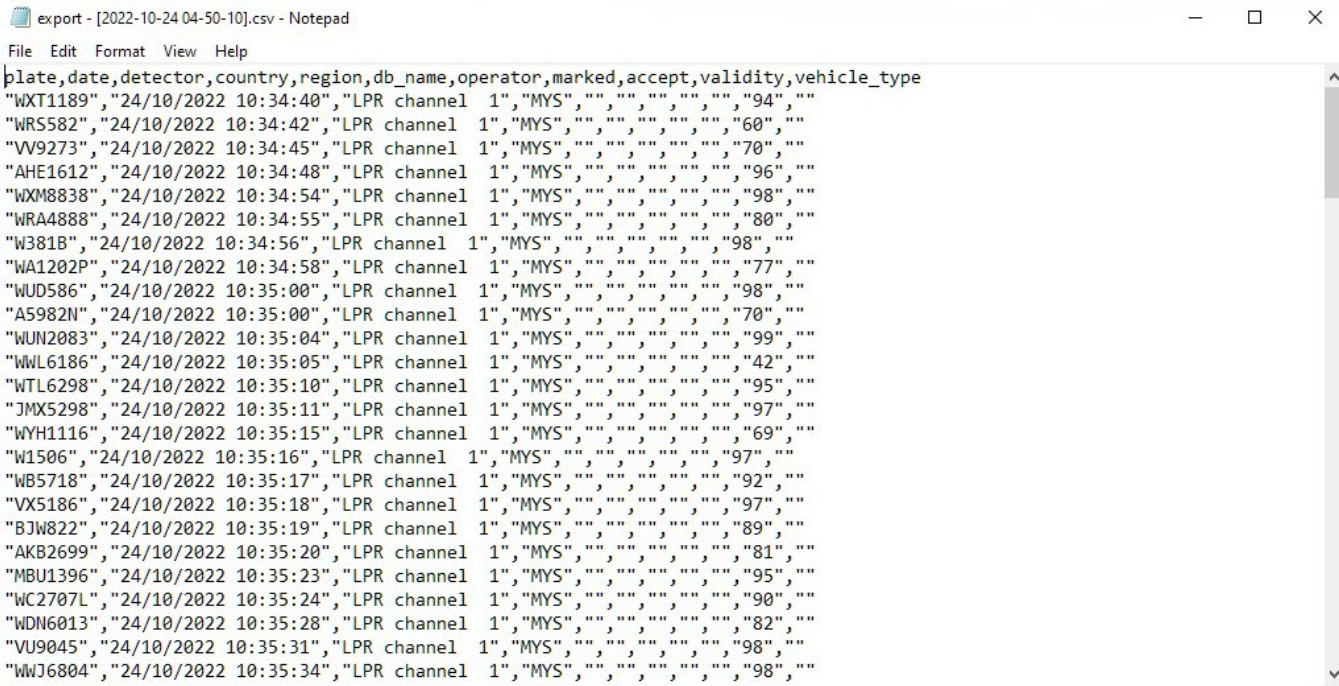 export - [2022-10-24 04-50-10].csv - Notepad
File Edit Format View Help
plate,date,detector,country,region,db_name,operator,marked,accept,validity,vehicle_type
"WXT1189","24/10/2022 10:34:40","LPR channel  1","MYS","","","","","","94",""
"WRS582","24/10/2022 10:34:42","LPR channel  1","MYS","","","","","","60",""
"VV9273","24/10/2022 10:34:45","LPR channel  1","MYS","","","","","","70",""
"AHE1612","24/10/2022 10:34:48","LPR channel  1","MYS","","","","","","96",""
"WXM8838","24/10/2022 10:34:54","LPR channel  1","MYS","","","","","","98",""
"WRA4888","24/10/2022 10:34:55","LPR channel  1","MYS","","","","","","80",""
"W381B","24/10/2022 10:34:56","LPR channel  1","MYS","","","","","","98",""
"WA1202P","24/10/2022 10:34:58","LPR channel  1","MYS","","","","","","77",""
"WUD586","24/10/2022 10:35:00","LPR channel  1","MYS","","","","","","98",""
"A5982N","24/10/2022 10:35:00","LPR channel  1","MYS","","","","","","70",""
"WUN2083","24/10/2022 10:35:04","LPR channel  1","MYS","","","","","","99",""
"WWL6186","24/10/2022 10:35:05","LPR channel  1","MYS","","","","","","42",""
"WTL6298","24/10/2022 10:35:10","LPR channel  1","MYS","","","","","","95",""
"JMX5298","24/10/2022 10:35:11","LPR channel  1","MYS","","","","","","97",""
"WYH1116","24/10/2022 10:35:15","LPR channel  1","MYS","","","","","","69",""
"W1506","24/10/2022 10:35:16","LPR channel  1","MYS","","","","","","97",""
"WB5718","24/10/2022 10:35:17","LPR channel  1","MYS","","","","","","92",""
"VX5186","24/10/2022 10:35:18","LPR channel  1","MYS","","","","","","97",""
"BJW822","24/10/2022 10:35:19","LPR channel  1","MYS","","","","","","89",""
"AKB2699","24/10/2022 10:35:20","LPR channel  1","MYS","","","","","","81",""
"MBU1396","24/10/2022 10:35:23","LPR channel  1","MYS","","","","","","95",""
"WC2707L","24/10/2022 10:35:24","LPR channel  1","MYS","","","","","","90",""
"WDN6013","24/10/2022 10:35:28","LPR channel  1","MYS","","","","","","82",""
"VU9045","24/10/2022 10:35:31","LPR channel  1","MYS","","","","","","98",""
"WWJ6804","24/10/2022 10:35:34","LPR channel  1","MYS","","","","","","98",""